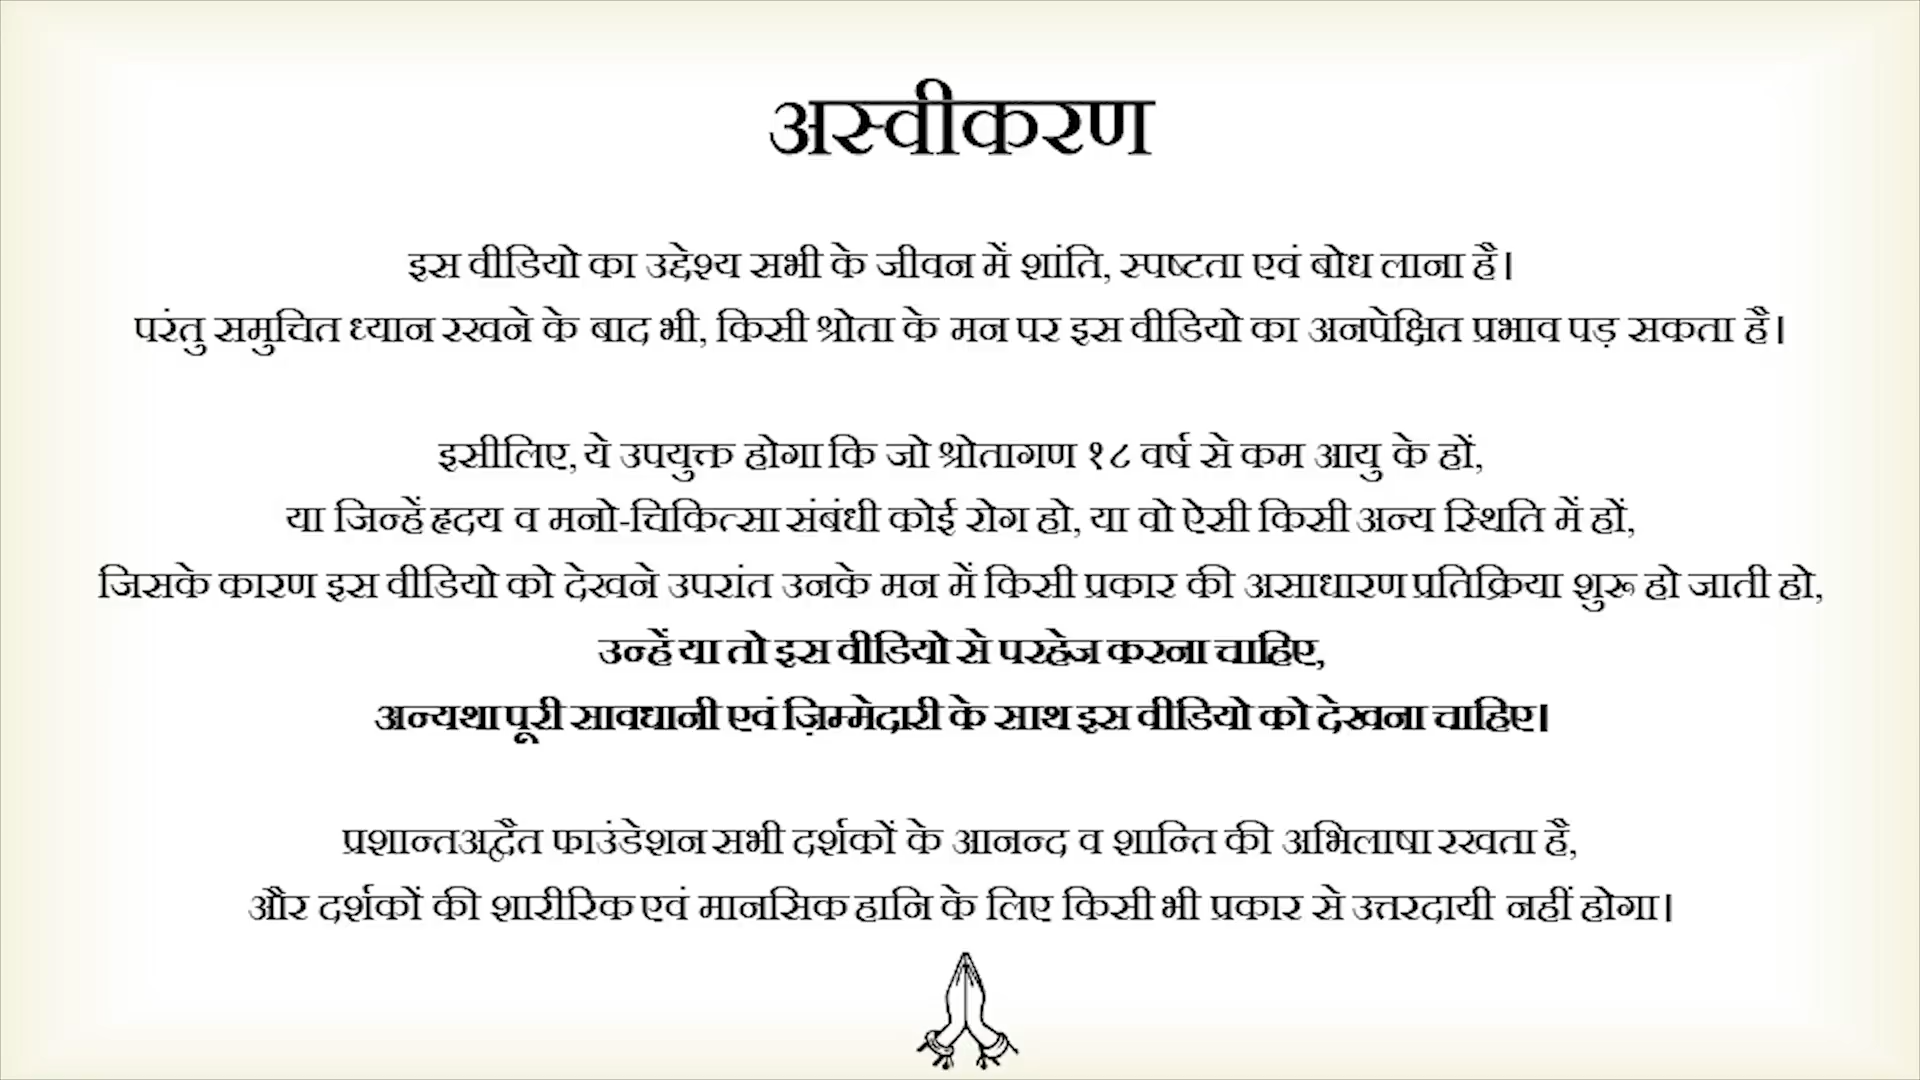 अस्वीकरण
इस वीडियो का उद्देश्य सभी के जीवन में शांति, स्पष्टता एवं बोध लाना है।
परंतु समुचित ध्यान रखने के बाद भी, किसी श्रोता के मन पर इस वीडियो का अनपेक्षित प्रभाव पड़ सकता है।
इसीलिए, ये उपयुक्त होगा कि जो श्रोतागण १८ वर्ष से कम आयु के हों,
या जिन्हें हृदय व मनो-चिकित्सा संबंधी कोई रोग हो, या वो ऐसी किसी अन्य स्थिति में हों,
जिसके कारण इस वीडियो को देखने उपरांत उनके मन में किसी प्रकार की असाधारण प्रतिक्रिया शुरू हो जाती हो,
उन्हें या तो इस वीडियो से परहेज करना चाहिए,
अन्यथा पूरी सावधानी एवं ज़िम्मेदारी के साथ इस वीडियो को देखना चाहिए।
प्रशान्तअद्वैत फाउंडेशन सभी दर्शकों के आनन्द व शान्ति की अभिलाषा रखता है,
और दर्शकों की शारीरिक एवं मानसिक हानि के लिए किसी भी प्रकार से उत्तरदायी नहीं होगा।